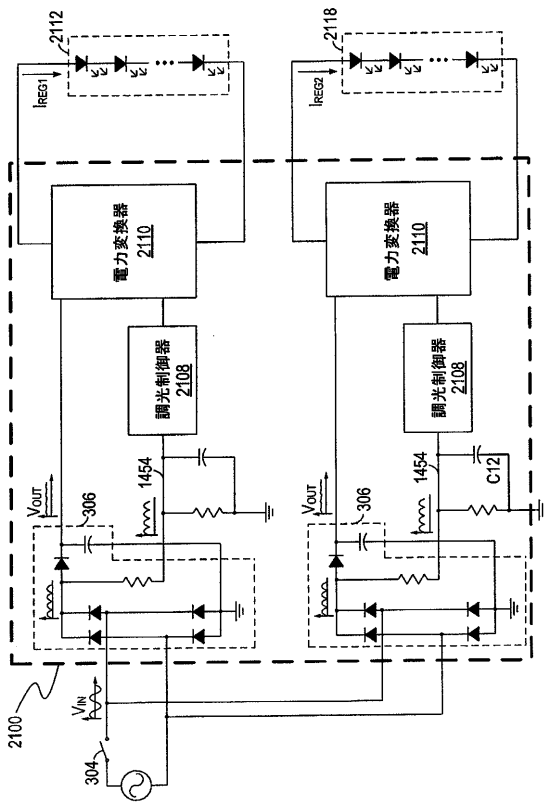 2100
304
VIN
306
VOUT
1454
調光制御器
2108
電力変換器
2110
IREG1
2112
306
VOUT
1454
C12
調光制御器
2108
電力変換器
2110
IREG2
2118